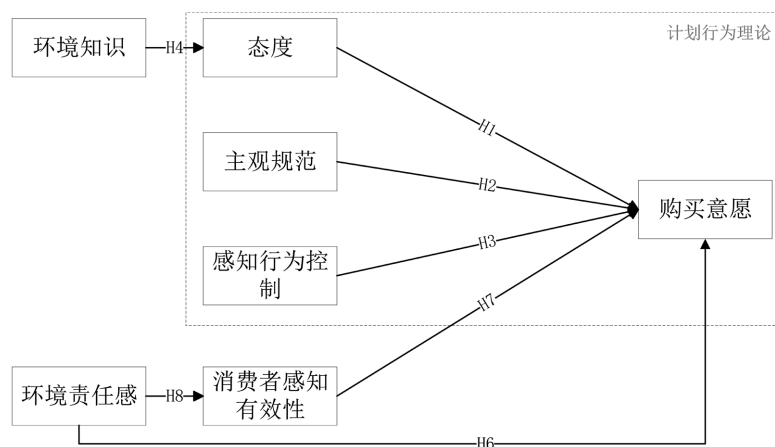 计划行为理论
环境知识
H4
态度
H1
主观规范
H2
购买意愿
感知行为控
制
H3
H7
环境责任感
H8
消费者感知
有效性
H6